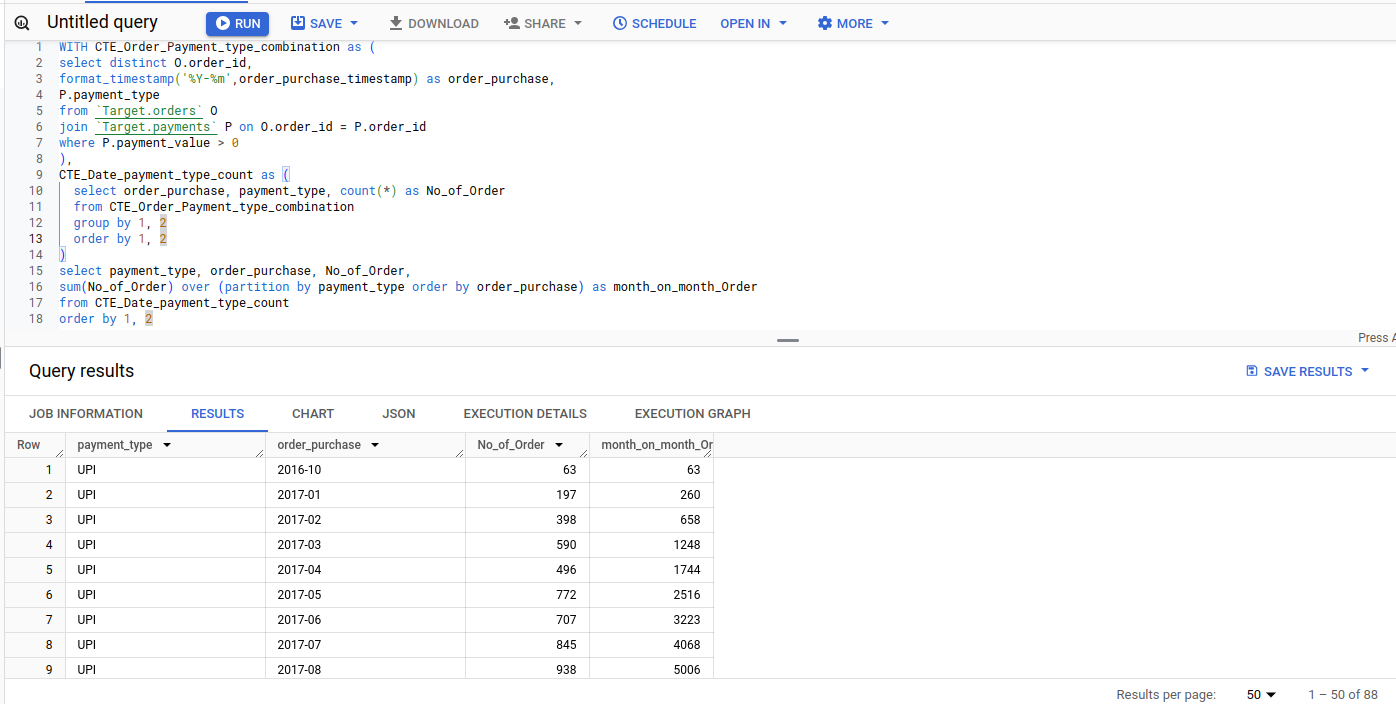 Untitled query RUN SAVE DOWNLOAD SHARE SCHEDULE OPEN IN MORE
1 WITH CTE_Order_Payment_type_combination as (
2 select distinct O.order_id,
3 format_timestamp('%Y-%m',order_purchase_timestamp) as order_purchase,
4 P.payment_type
5 from `Target.orders` O
6 join `Target.payments` P on O.order_id = P.order_id
7 where P.payment_value > 0
8 ),
9 CTE_Date_payment_type_count as (
10 select order_purchase, payment_type, count(*) as No_of_Order
11 from CTE_Order_Payment_type_combination
12 group by 1, 2
13 order by 1, 2
14 )
15 select payment_type, order_purchase, No_of_Order,
16 sum(No_of_Order) over (partition by payment_type order by order_purchase) as month_on_month_Order
17 from CTE_Date_payment_type_count
18 order by 1, 2
Press A
Query results SAVE RESULTS
JOB INFORMATION RESULTS CHART JSON EXECUTION DETAILS EXECUTION GRAPH
Row payment_type order_purchase No_of_Order month_on_month_Or
1 UPI 2016-10 63 63
2 UPI 2017-01 197 260
3 UPI 2017-02 398 658
4 UPI 2017-03 590 1248
5 UPI 2017-04 496 1744
6 UPI 2017-05 772 2516
7 UPI 2017-06 707 3223
8 UPI 2017-07 845 4068
9 UPI 2017-08 938 5006
Results per page: 50 1 – 50 of 88